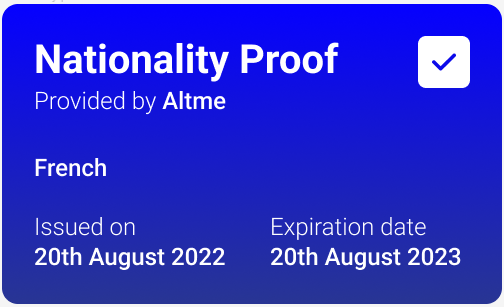 Nationality Proof
Provided by Altme
French
Issued on
20th August 2022
Expiration date
20th August 2023